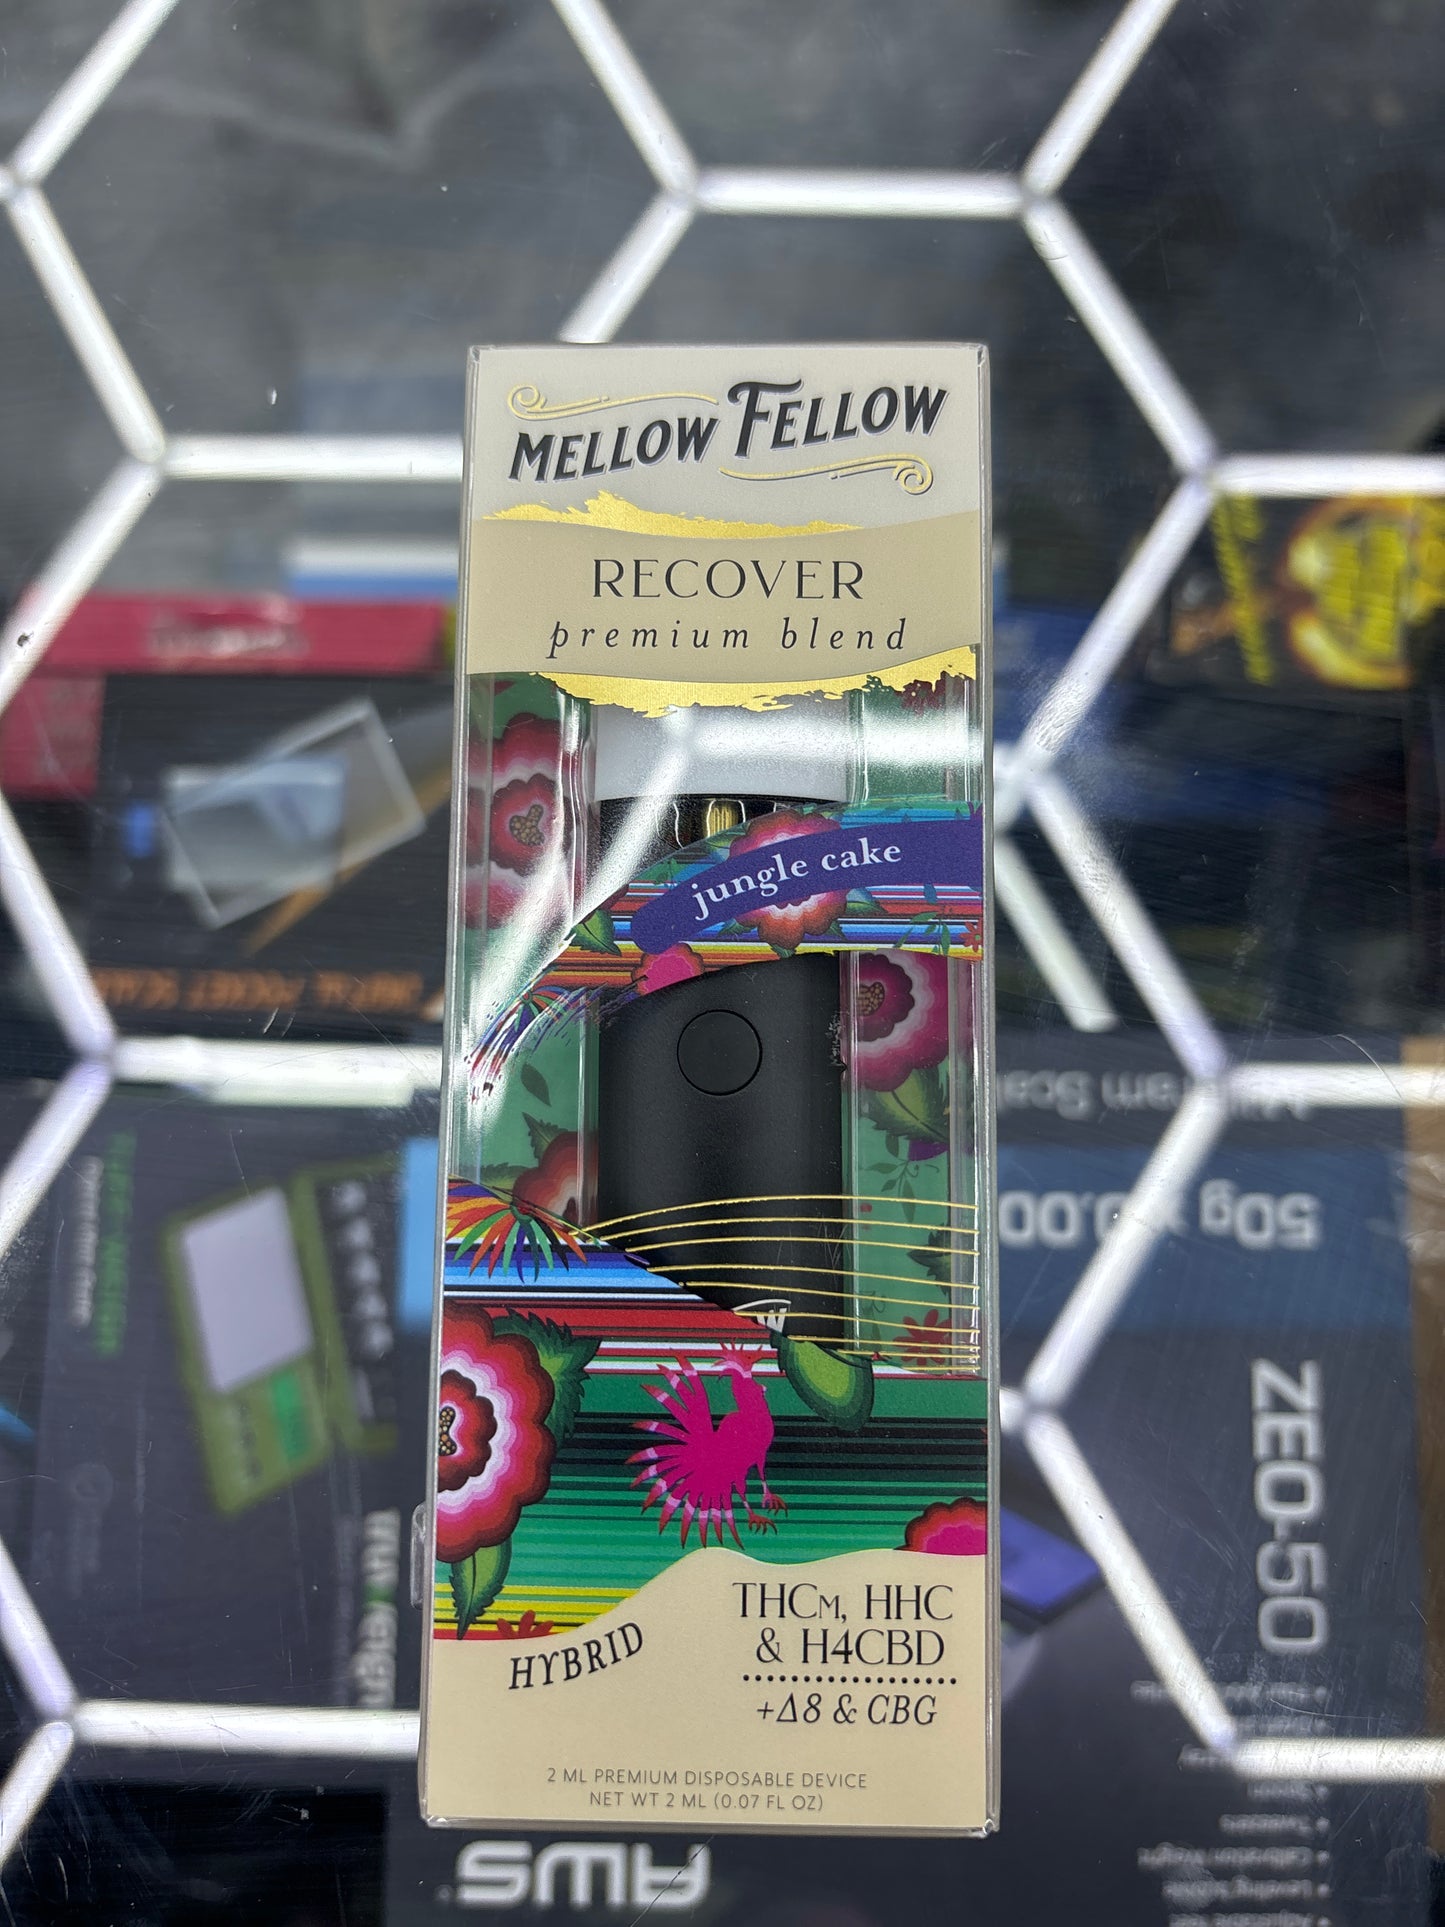 MELLOW FELLOW
RECOVER
premium blend
jungle cake
W
HYBRID
THCM, HHC
& H4CBD
+Δ8 & CBG
2 ML PREMIUM DISPOSABLE DEVICE
NET WT 2 ML (0.07 FL OZ)
50g
ZEO-50
AWS